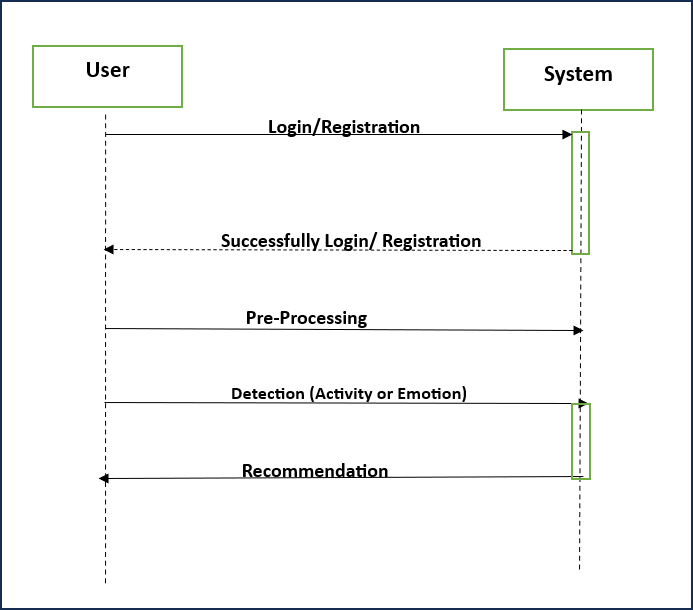 User
System
Login/Registration
Successfully Login/ Registration
Pre-Processing
Detection (Activity or Emotion)
Recommendation